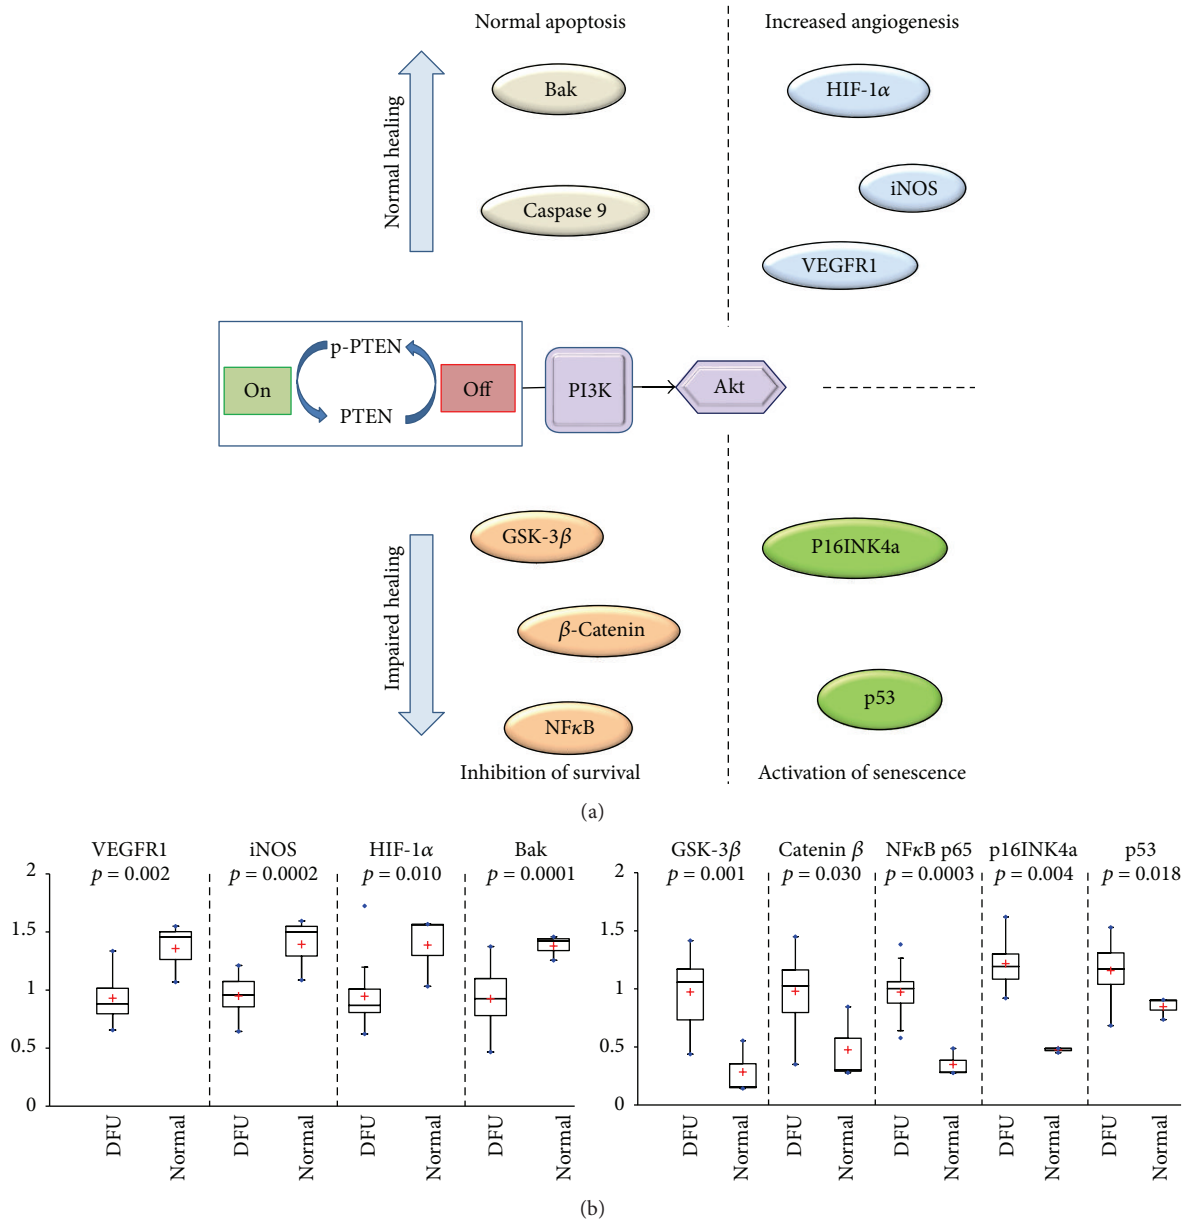 Normal apoptosis
Increased angiogenesis
Normal healing
Bak
HIF-1α
iNOS
Caspase 9
VEGFR1
p-PTEN
On
Off
PTEN
PI3K
Akt
Impaired healing
GSK-3β
P16INK4a
β-Catenin
p53
NFκB
Inhibition of survival
Activation of senescence
(a)
VEGFR1
p = 0.002
iNOS
p = 0.0002
HIF-1α
p = 0.010
Bak
p = 0.0001
2
1.5
1
0.5
0
DFU
Normal
DFU
Normal
DFU
Normal
DFU
Normal
GSK-3β
p = 0.001
Catenin β
p = 0.030
NFκB p65
p = 0.0003
p16INK4a
p = 0.004
p53
p = 0.018
2
1.5
1
0.5
0
DFU
Normal
DFU
Normal
DFU
Normal
DFU
Normal
DFU
Normal
(b)